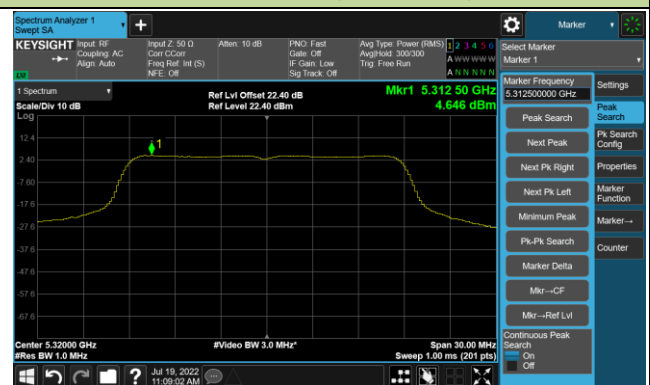 Spectrum Analyzer 1
Swept SA
+
Marker
KEYSIGHT
Input: RF
Coupling: AC
Align: Auto
Input Z: 50 Ω
Corr CCorr
Freq Ref: Int (S)
NFE: Off
Atten: 10 dB
PNO: Fast
Gate: Off
IF Gain: Low
Sig Track: Off
Avg Type: Power (RMS)
Avg|Hold: 300/300
Trig: Free Run
1 2 3 4 5 6
A W W W W W
A N N N N N
Select Marker
Marker 1
LXI
1 Spectrum
Scale/Div 10 dB
Log
Ref Lvl Offset 22.40 dB
Ref Level 22.40 dBm
Mkr1 5.312 50 GHz
4.646 dBm
Marker Frequency
5.312500000 GHz
Peak Search
Next Peak
Next Pk Right
Next Pk Left
Minimum Peak
Pk-Pk Search
Marker Delta
Mkr→CF
Mkr→Ref Lvl
Continuous Peak
Search
On
Off
Settings
Peak
Search
Pk Search
Config
Properties
Marker
Function
Marker→
Counter
1
12.4
2.40
-7.60
-17.6
-27.6
-37.6
-47.6
-57.6
-67.6
Center 5.32000 GHz
#Res BW 1.0 MHz
#Video BW 3.0 MHz*
Span 30.00 MHz
Sweep 1.00 ms (201 pts)
?
Jul 19, 2022
11:09:02 AM